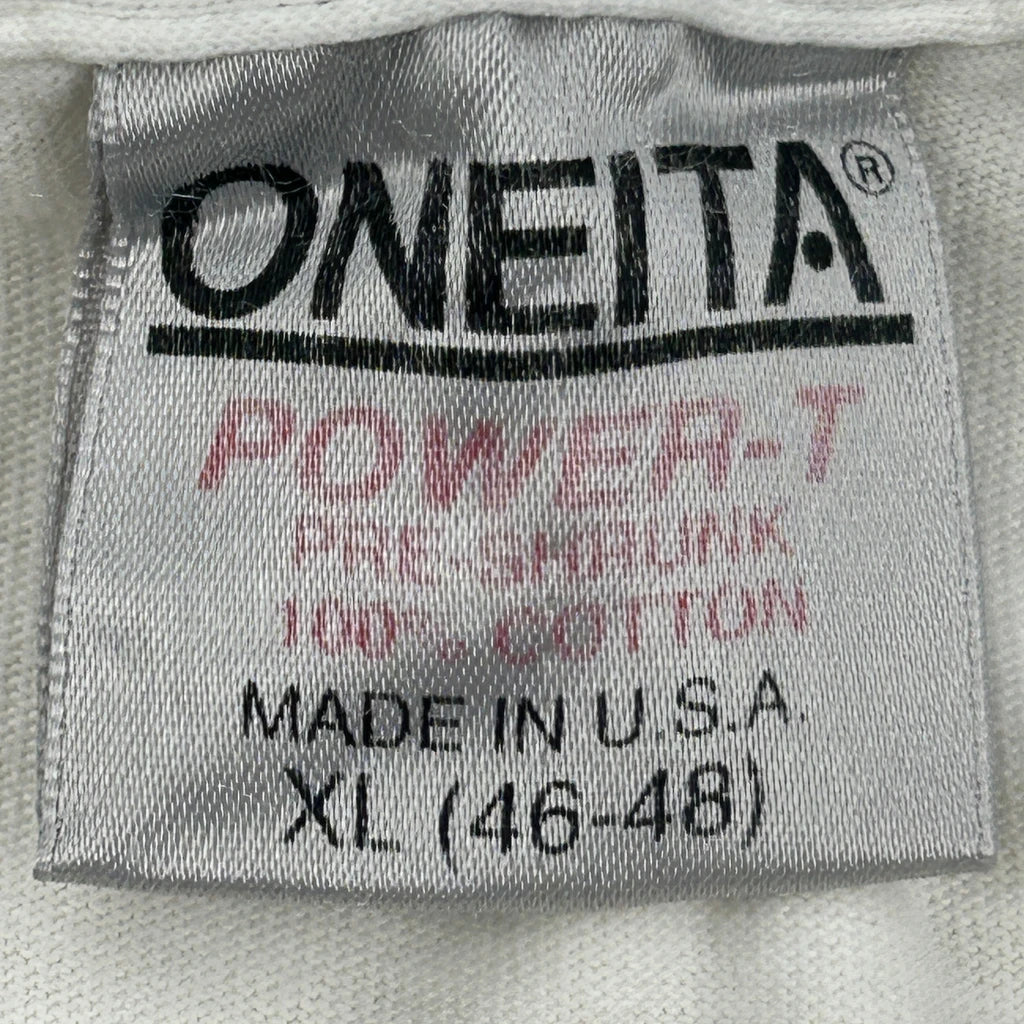 ONEITA®
POWER-T
PRE-SHRUNK
100% COTTON
MADE IN U.S.A.
XL (46-48)